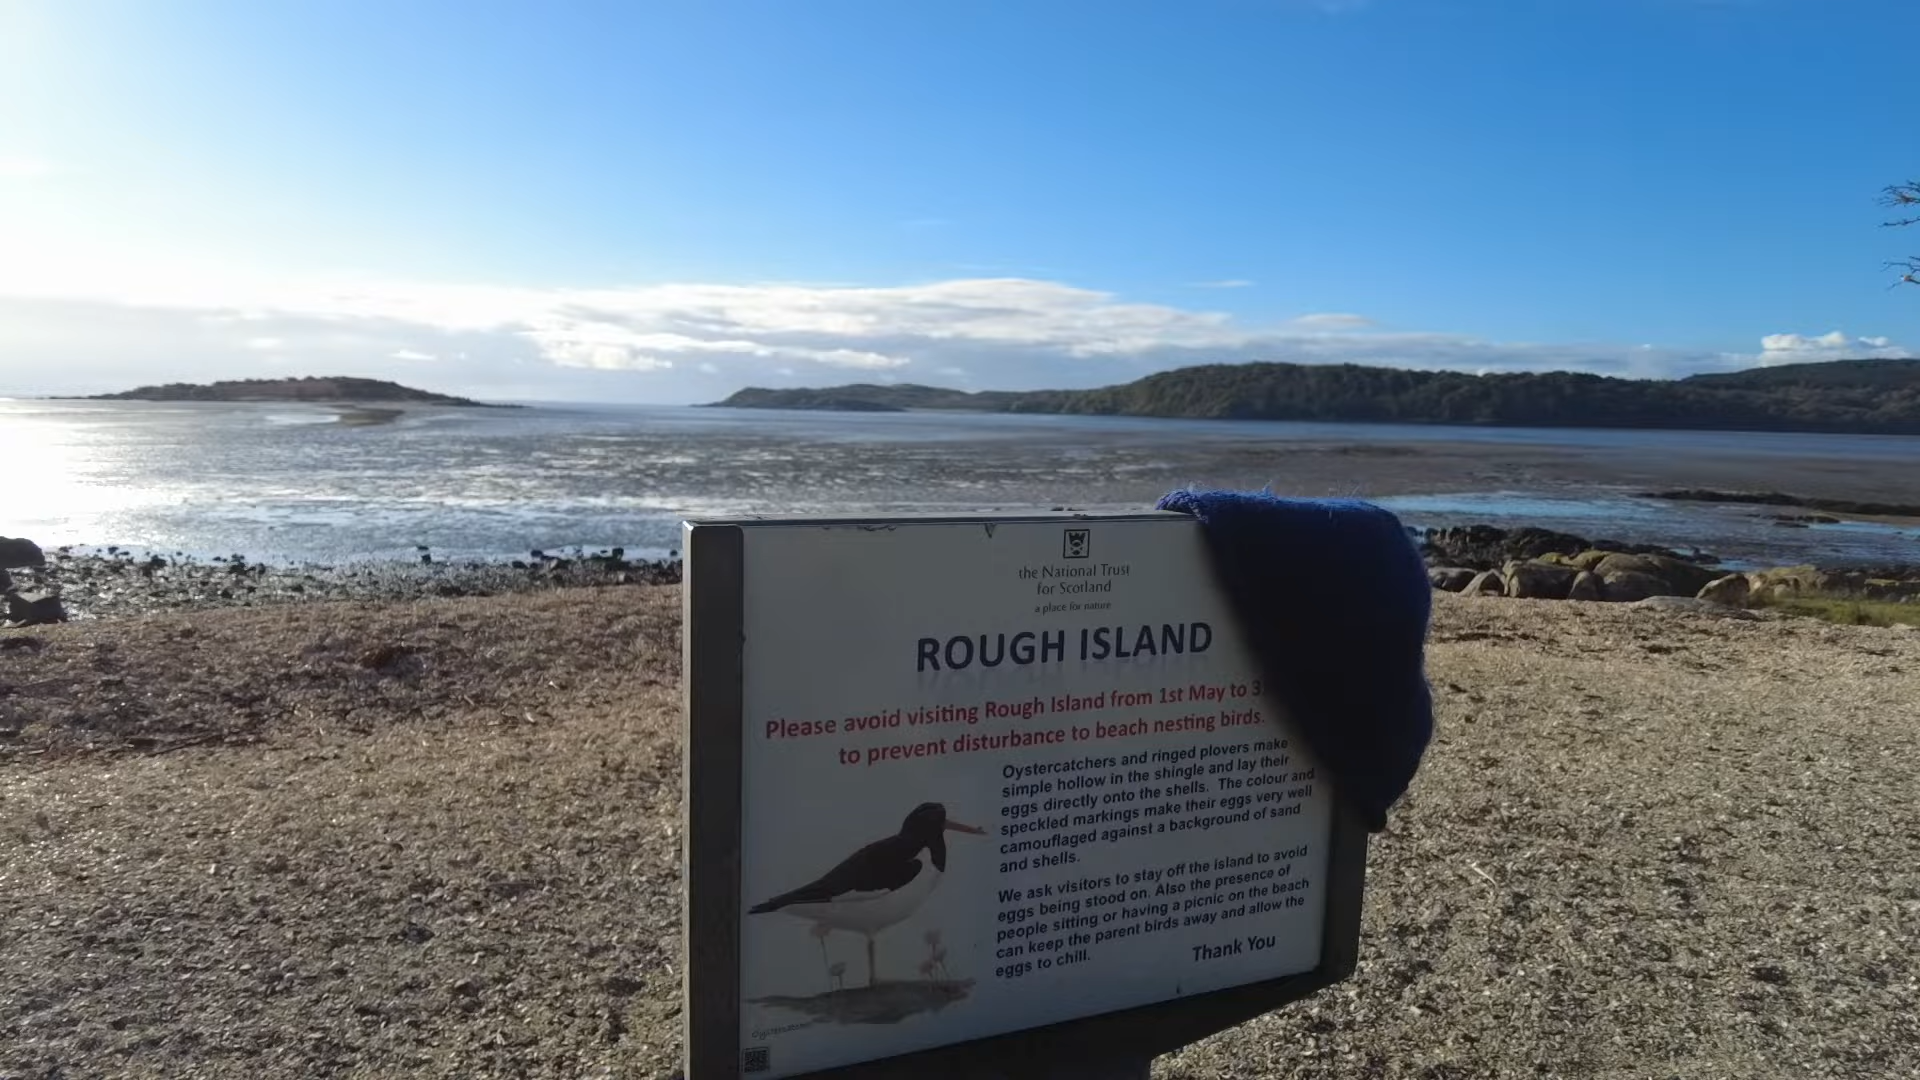 the National Trust
for Scotland
a place for nature
ROUGH ISLAND
Please avoid visiting Rough Island from 1st May to 3
to prevent disturbance to beach nesting birds.
Oystercatchers and ringed plovers make
simple hollow in the shingle and lay their
eggs directly onto the shells. The colour and
speckled markings make their eggs very well
camouflaged against a background of sand
and shells.
We ask visitors to stay off the island to avoid
eggs being stood on. Also the presence of
people sitting or having a picnic on the beach
can keep the parent birds away and allow the
eggs to chill.
Thank You